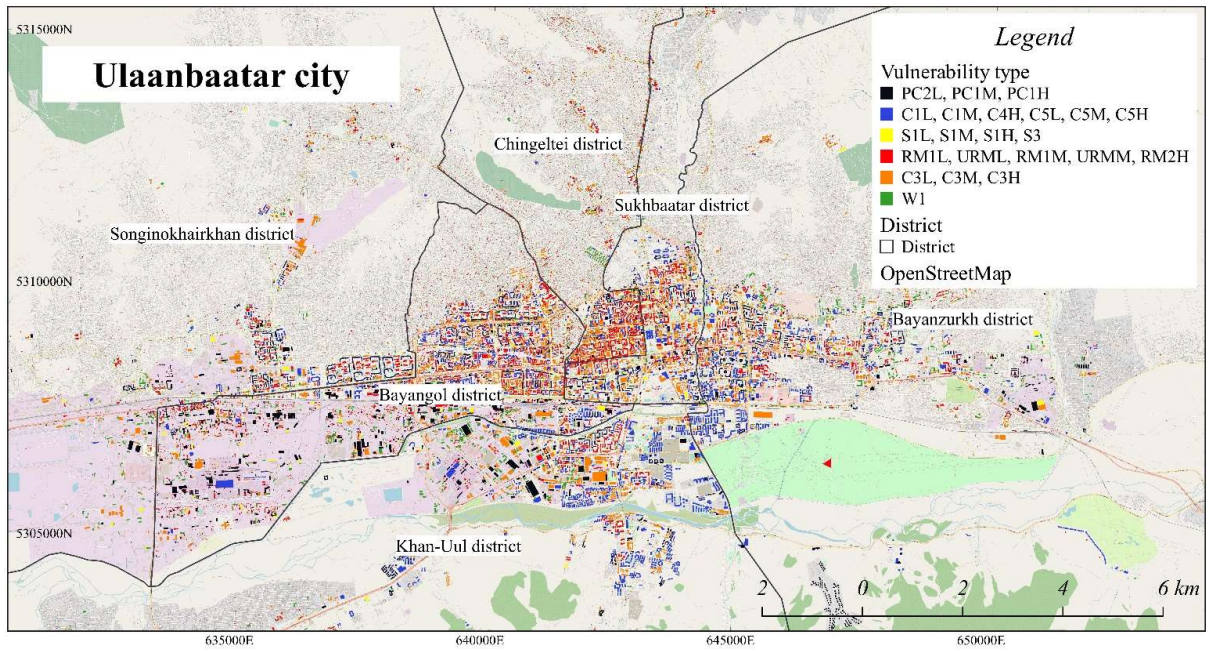 5315000N
Ulaanbaatar city
Legend
Vulnerability type
PC2L, PC1M, PC1H
C1L, C1M, C4H, C5L, C5M, C5H
S1L, S1M, S1H, S3
RM1L, URML, RM1M, URMM, RM2H
C3L, C3M, C3H
W1
District
District
OpenStreetMap
Chingeltei district
Sukhbaatar district
Songinokhairkhan district
5310000N
Bayanzurkh district
Bayangol district
5305000N
Khan-Uul district
2 0 2 4 6 km
635000E 640000E 645000E 650000E